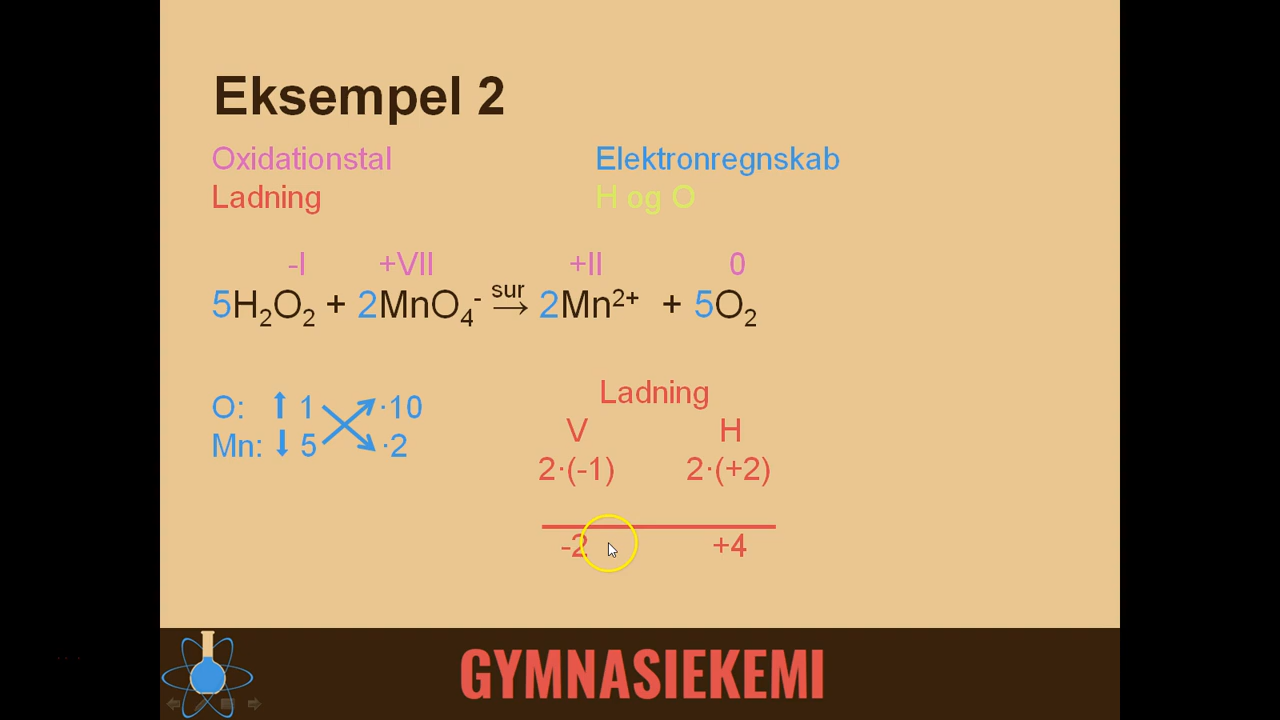 Eksempel 2
Oxidationstal Elektronregnskab
Ladning H og O
-I +VII +II 0
5H₂O₂ + 2MnO₄⁻ sur→ 2Mn²⁺ + 5O₂
O: ⬆ 1 ·10
Mn: ⬇ 5 ·2
Ladning
V H
2·(-1) 2·(+2)
-2 +4
GYMNASIEKEMI